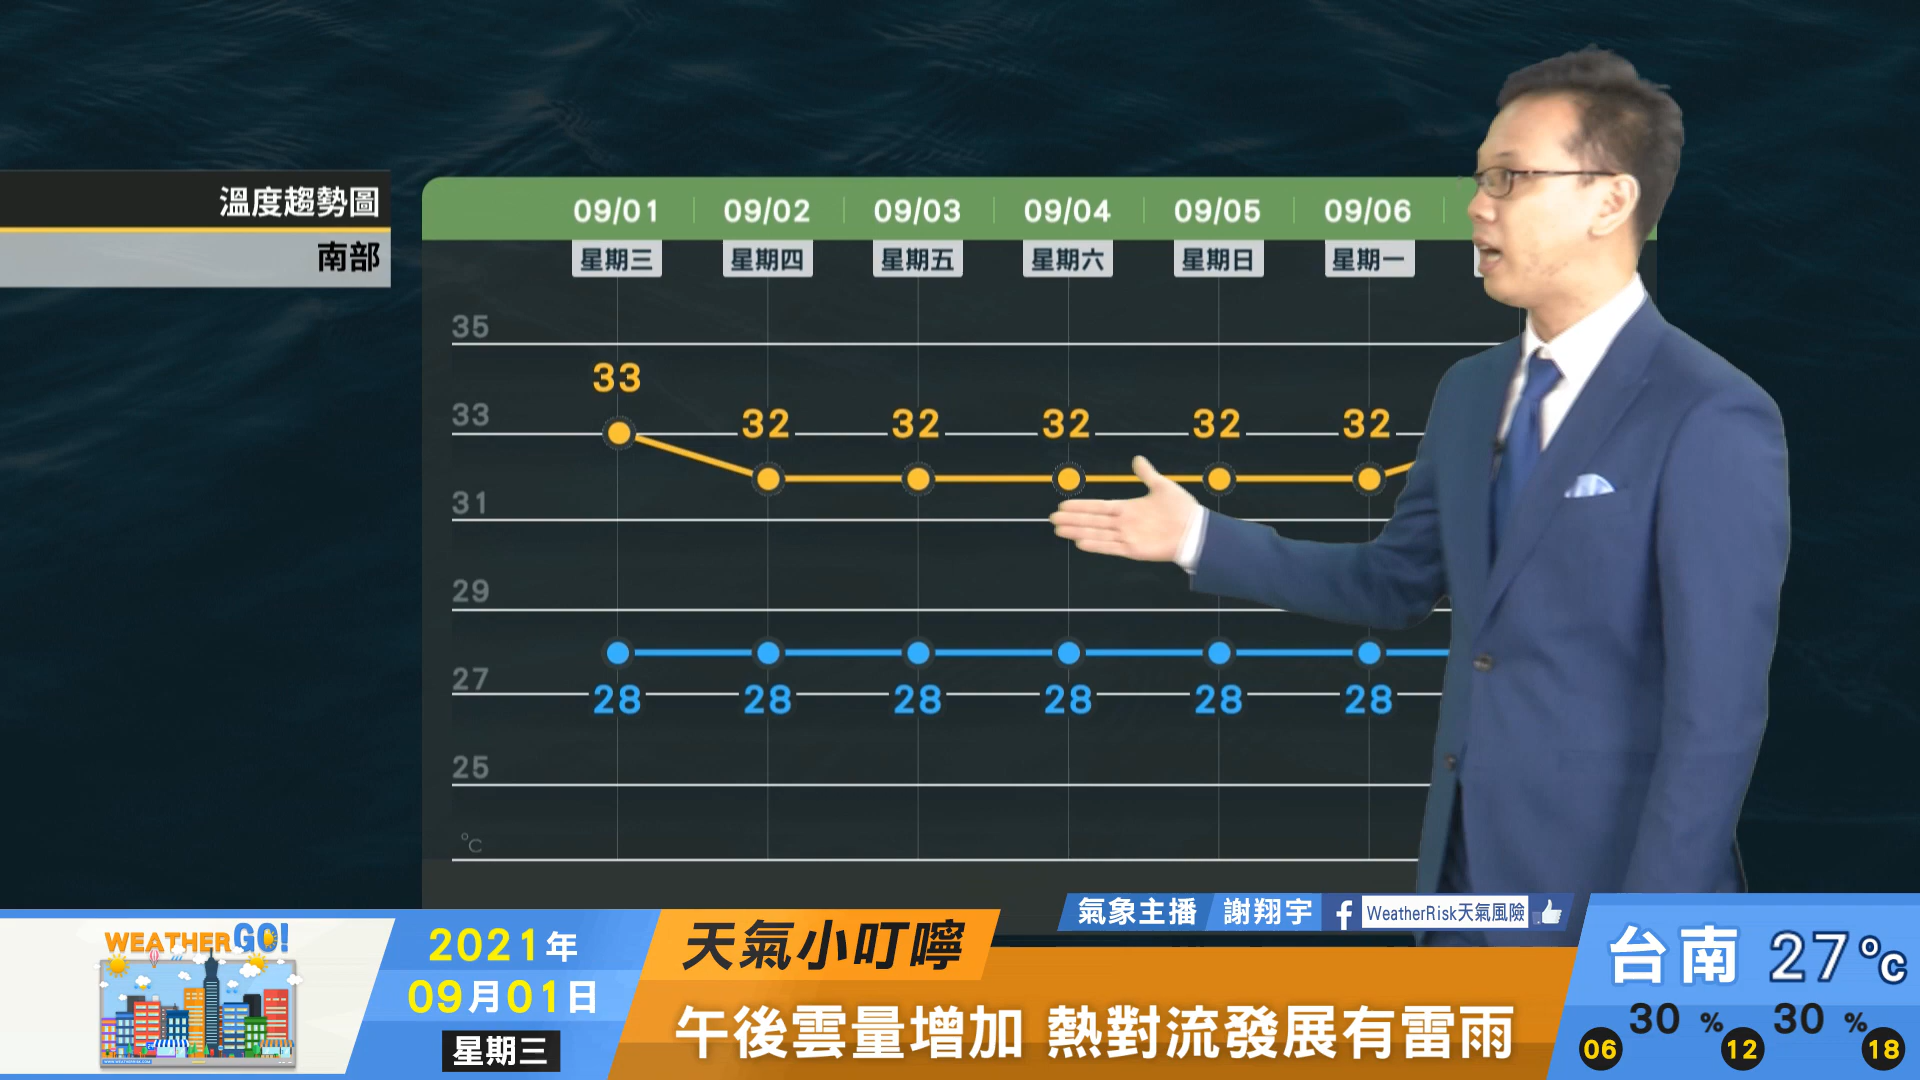 溫度趨勢圖
南部
09/01 09/02 09/03 09/04 09/05 09/06
星期三 星期四 星期五 星期六 星期日 星期一
35
33
33
32 32 32 32 32
31
29
27
28 28 28 28 28 28
25
°C
氣象主播 謝翔宇 f WeatherRisk天氣風險
WEATHER GO!
2021年
09月01日
星期三
天氣小叮嚀
午後雲量增加 熱對流發展有雷雨
台南 27°C
30 % 30 %
06 12 18